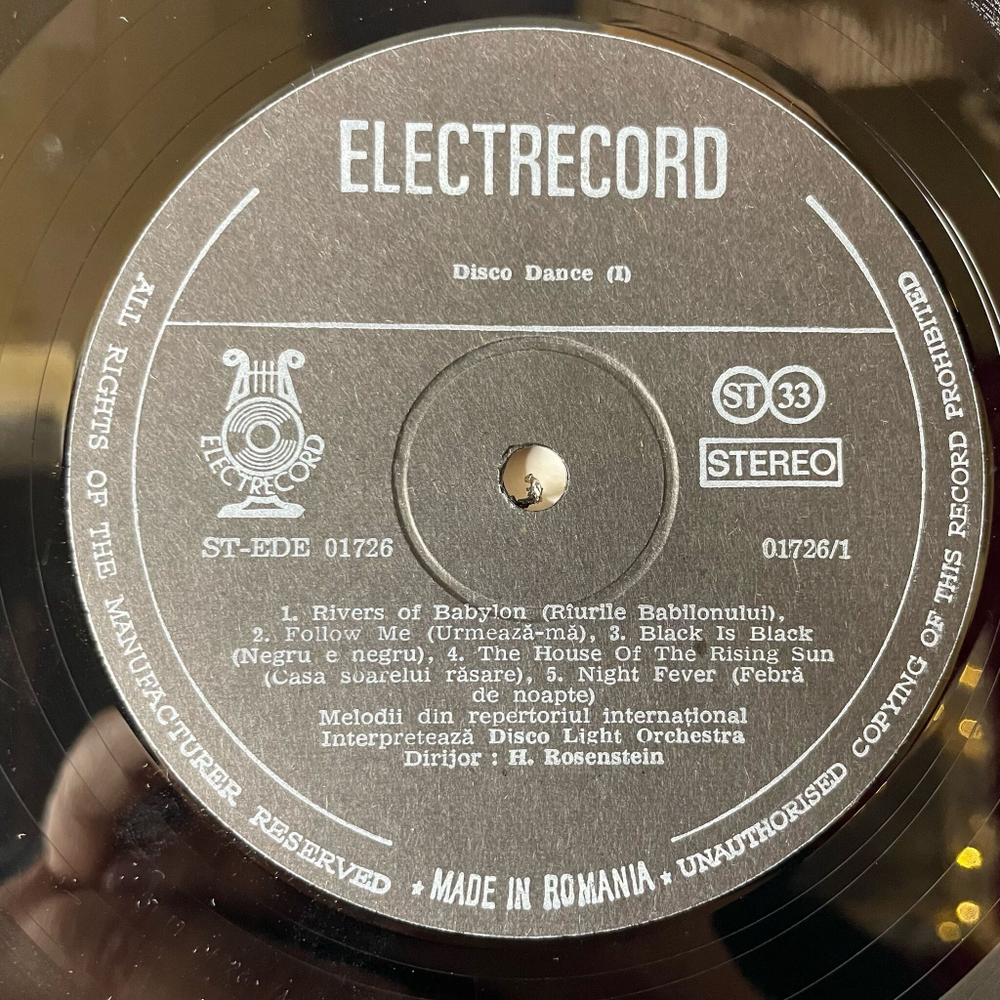 ELECTRECORD
Disco Dance (I)
ST 33
STEREO
ELECTRECORD
ST-EDE 01726
01726/1
1. Rivers of Babylon (Rîurile Babilonului),
2. Follow Me (Urmează-mă), 3. Black Is Black
(Negru e negru), 4. The House Of The Rising Sun
(Casa soarelui răsare), 5. Night Fever (Febră
de noapte)
Melodii din repertoriul internațional
Interpretează Disco Light Orchestra
Dirijor : H. Rosenstein
ALL RIGHTS OF THE MANUFACTURER RESERVED ★ MADE IN ROMANIA ★ UNAUTHORISED COPYING OF THIS RECORD PROHIBITED